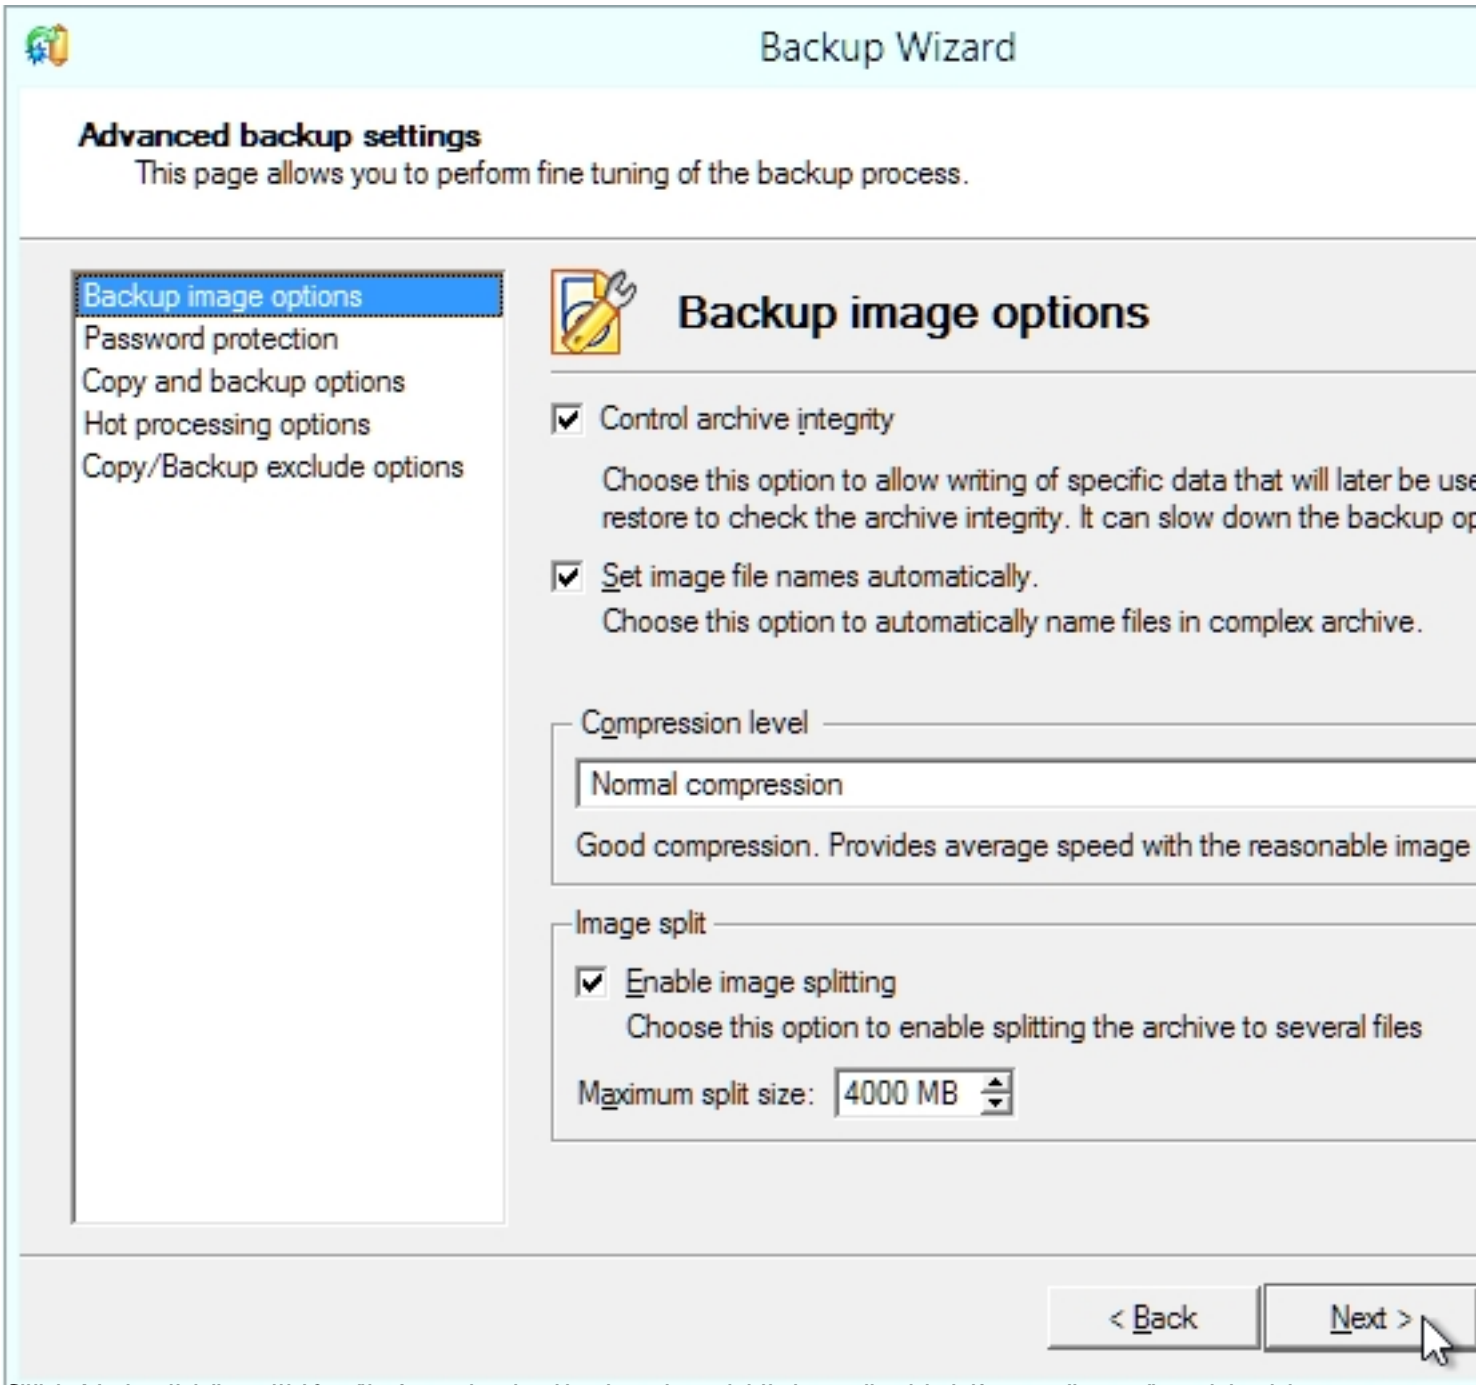 Backup Wizard
Advanced backup settings
This page allows you to perform fine tuning of the backup process.
Backup image options
Password protection
Copy and backup options
Hot processing options
Copy/Backup exclude options
Backup image options
Control archive integrity
Choose this option to allow writing of specific data that will later be use
restore to check the archive integrity. It can slow down the backup op
Set image file names automatically.
Choose this option to automatically name files in complex archive.
Compression level
Normal compression
Good compression. Provides average speed with the reasonable image
Image split
Enable image splitting
Choose this option to enable splitting the archive to several files
Maximum split size: 4000 MB
< Back
Next >